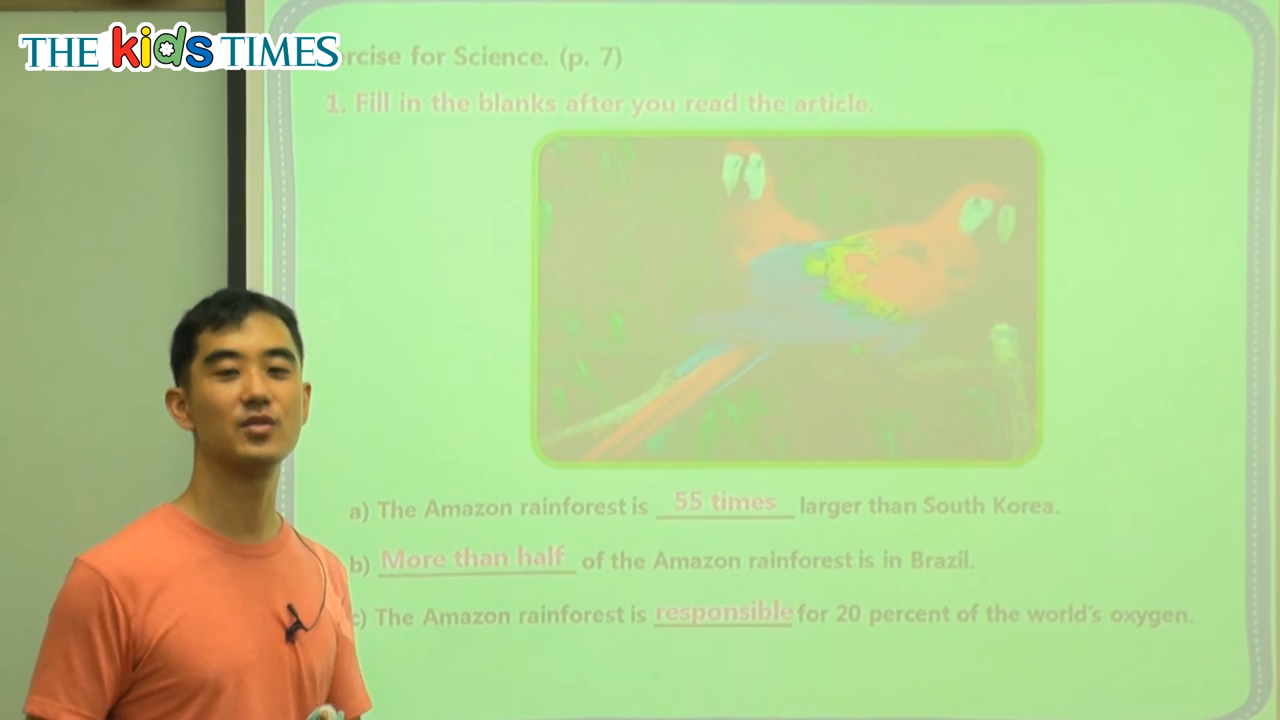 THE kids TIMES
rcise for Science. (p. 7)
1. Fill in the blanks after you read the article.
a) The Amazon rainforest is 55 times larger than South Korea.
b) More than half of the Amazon rainforest is in Brazil.
c) The Amazon rainforest is responsible for 20 percent of the world's oxygen.